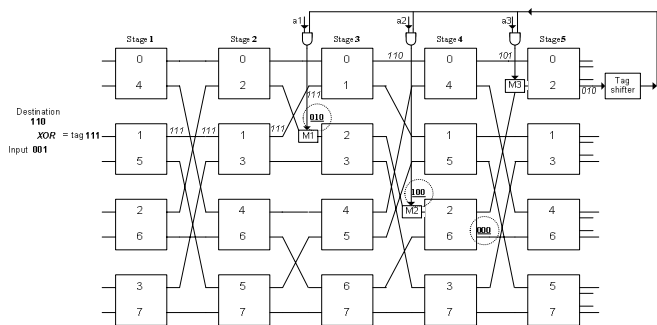 a1 a2 a3
Stage 1 Stage 2 Stage 3 Stage 4 Stage 5
110 101
0 0 0 0 0
4 2 1 4 M3 2 010 Tag shifter
111
010
Destination
110
XOR = tag 111
Input 001
1 111 111 1 111 M1 2 1 1
5 3 3 5 3
100
2 4 4 M2 2 4
6 6 5 6 000 6
3 5 6 3 5
7 7 7 7 7